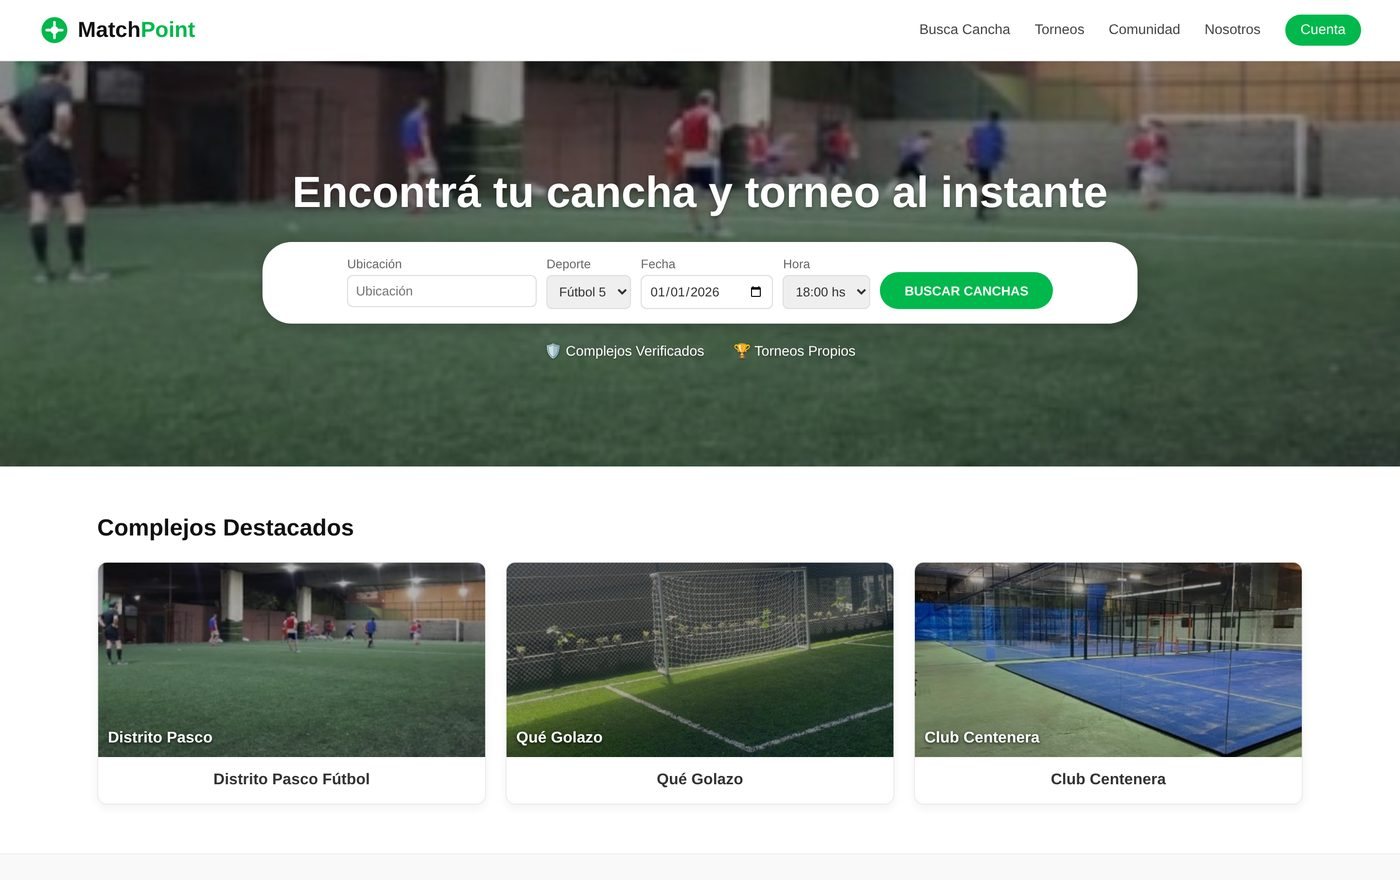 MatchPoint
Busca Cancha
Torneos
Comunidad
Nosotros
Cuenta
Encontrá tu cancha y torneo al instante
Ubicación
Deporte
Fecha
Hora
Ubicación
Fútbol 5
01/01/2026
18:00 hs
BUSCAR CANCHAS
🛡️ Complejos Verificados
🏆 Torneos Propios
Complejos Destacados
Distrito Pasco
Distrito Pasco Fútbol
Qué Golazo
Qué Golazo
Club Centenera
Club Centenera